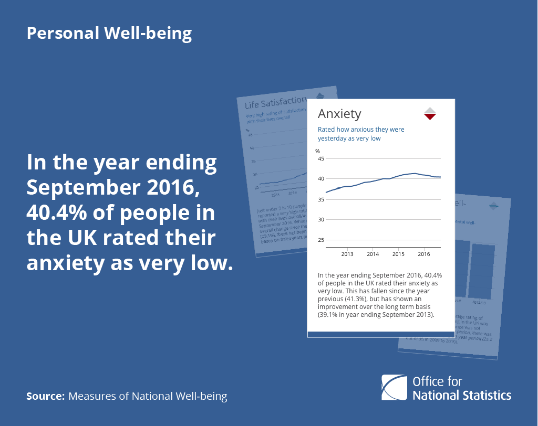 Personal Well-being
Life Satisfaction
Anxiety
Rated how anxious they were
yesterday as very low
%
45
40
35
30
25
2013 2014 2015 2016
In the year ending
September 2016,
40.4% of people in
the UK rated their
anxiety as very low.
In the year ending September 2016, 40.4%
of people in the UK rated their anxiety as
very low. This has fallen since the year
previous (41.3%), but has shown an
improvement over the long term basis
(39.1% in year ending September 2013).
Source: Measures of National Well-being
Office for
National Statistics